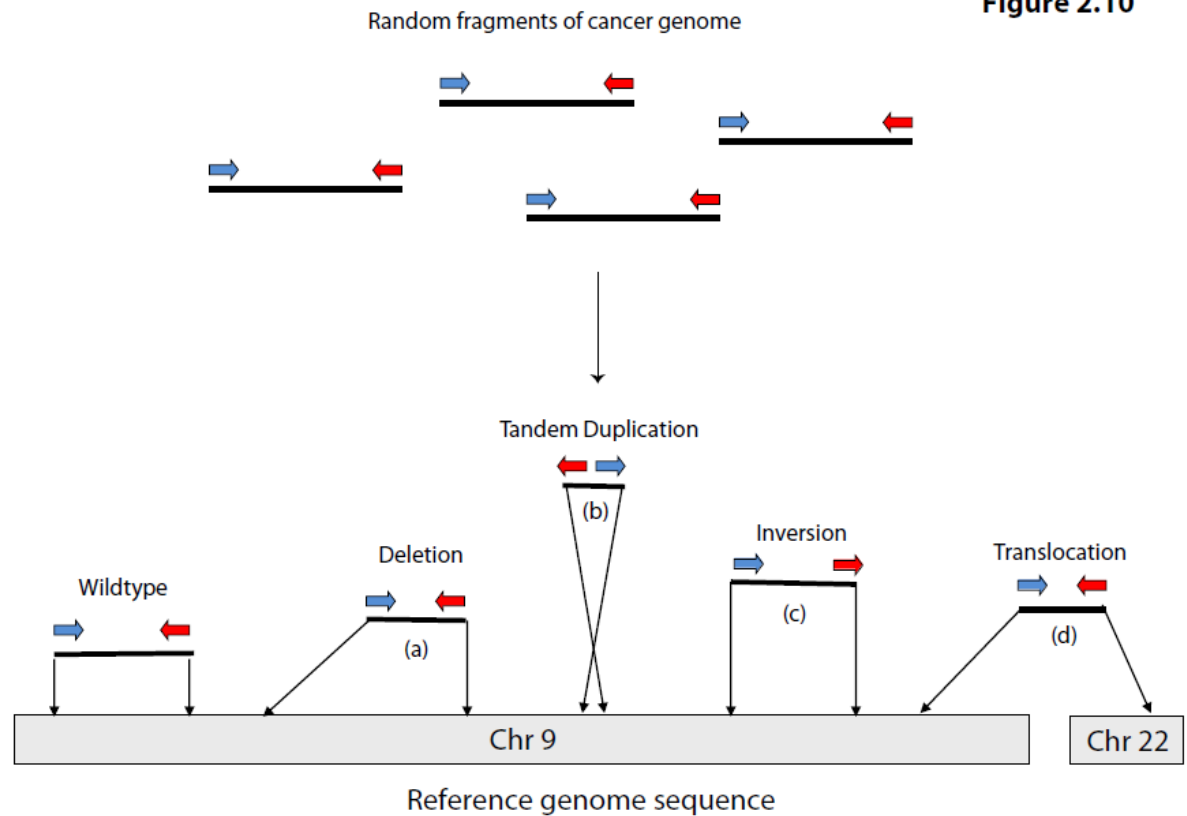 Figure 2.10
Random fragments of cancer genome
Tandem Duplication
(b)
Inversion
(c)
Deletion
(a)
Translocation
(d)
Wildtype
Chr 9
Chr 22
Reference genome sequence